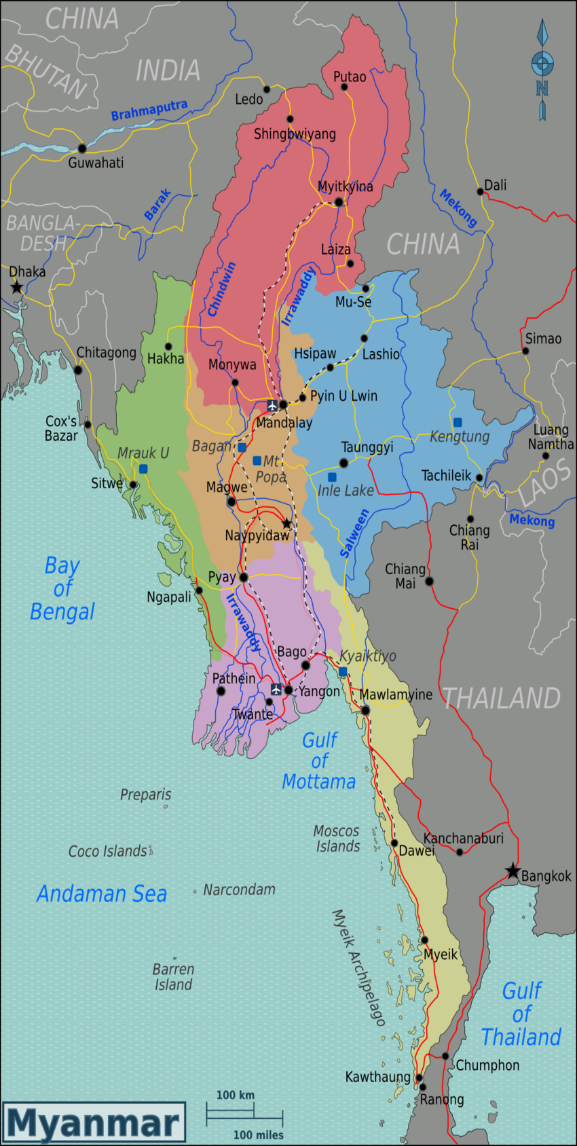 CHINA
BHUTAN
INDIA
Putao
Ledo
Brahmaputra
Shingbwiyang
Guwahati
Myitkyina
Dali
Barak
Mekong
BANGLA-
DESH
CHINA
Laiza
Dhaka
Chindwin
Irrawaddy
Mu-Se
Simao
Chitagong
Hakha
Hsipaw
Lashio
Monywa
Pyin U Lwin
Mandalay
Cox's
Bazar
Mrauk U
Bagan
Kengtung
Luang
Namtha
Taunggyi
Mt.
Popa
Sitwe
Magwe
Inle Lake
Tachileik
LAOS
Mekong
Naypyidaw
Salween
Chiang
Rai
Bay
of
Bengal
Pyay
Chiang
Mai
Ngapali
Irrawaddy
Bago
Kyaiktiyo
Pathein
Yangon
Mawlamyine
THAILAND
Twante
Gulf
of
Mottama
Preparis
Moscos
Islands
Kanchanaburi
Coco Islands
Dawei
Bangkok
Andaman Sea
Narcondam
Myeik Archipelago
Myeik
Barren
Island
Gulf
of
Thailand
Chumphon
Kawthaung
Ranong
100 km
100 miles
Myanmar
N